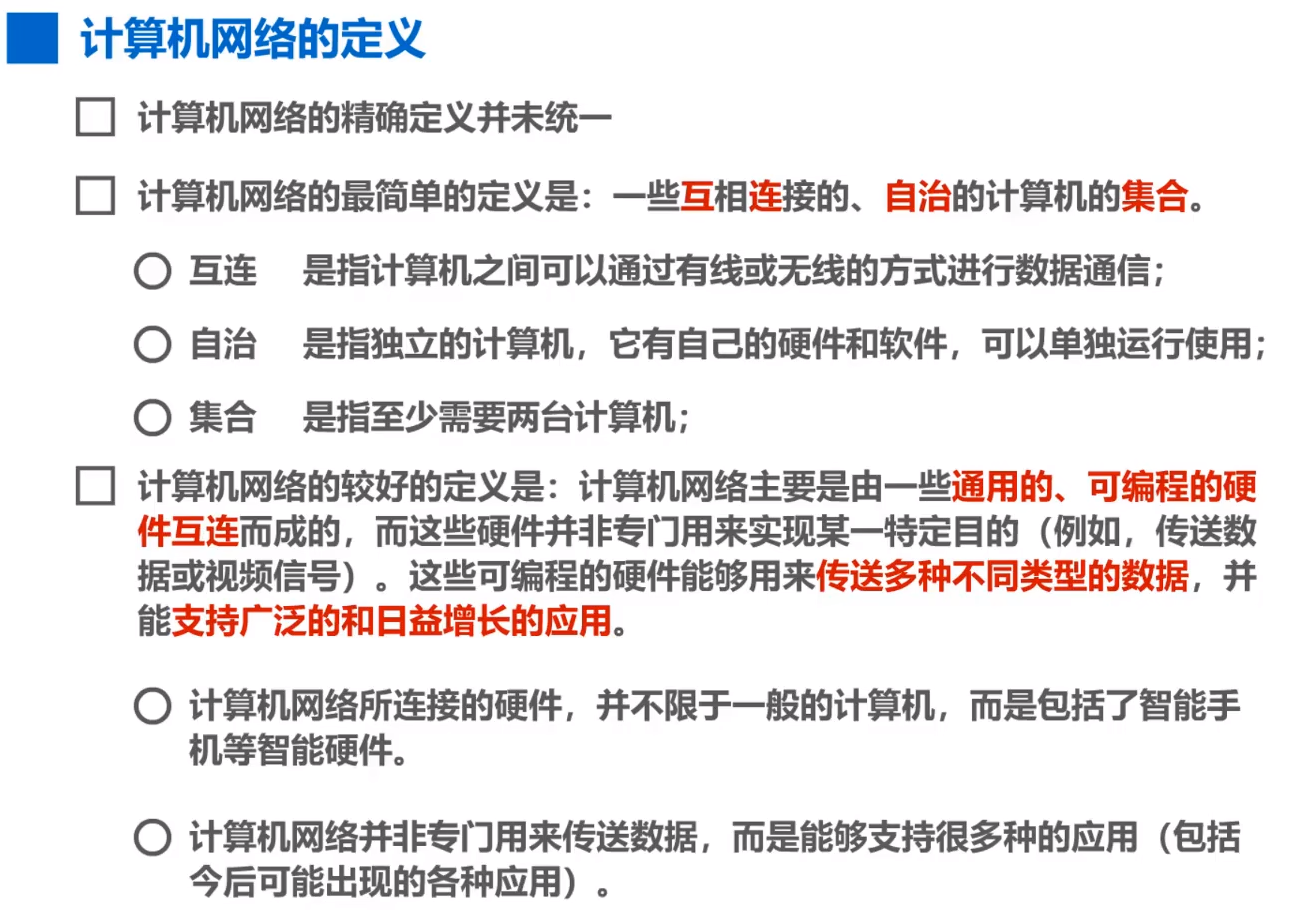 计算机网络的定义
计算机网络的精确定义并未统一
计算机网络的最简单的定义是：一些互相连接的、自治的计算机的集合。
互连 是指计算机之间可以通过有线或无线的方式进行数据通信；
自治 是指独立的计算机，它有自己的硬件和软件，可以单独运行使用；
集合 是指至少需要两台计算机；
计算机网络的较好的定义是：计算机网络主要是由一些通用的、可编程的硬
件互连而成的，而这些硬件并非专门用来实现某一特定目的（例如，传送数
据或视频信号）。这些可编程的硬件能够用来传送多种不同类型的数据，并
能支持广泛的和日益增长的应用。
计算机网络所连接的硬件，并不限于一般的计算机，而是包括了智能手
机等智能硬件。
计算机网络并非专门用来传送数据，而是能够支持很多种的应用（包括
今后可能出现的各种应用）。